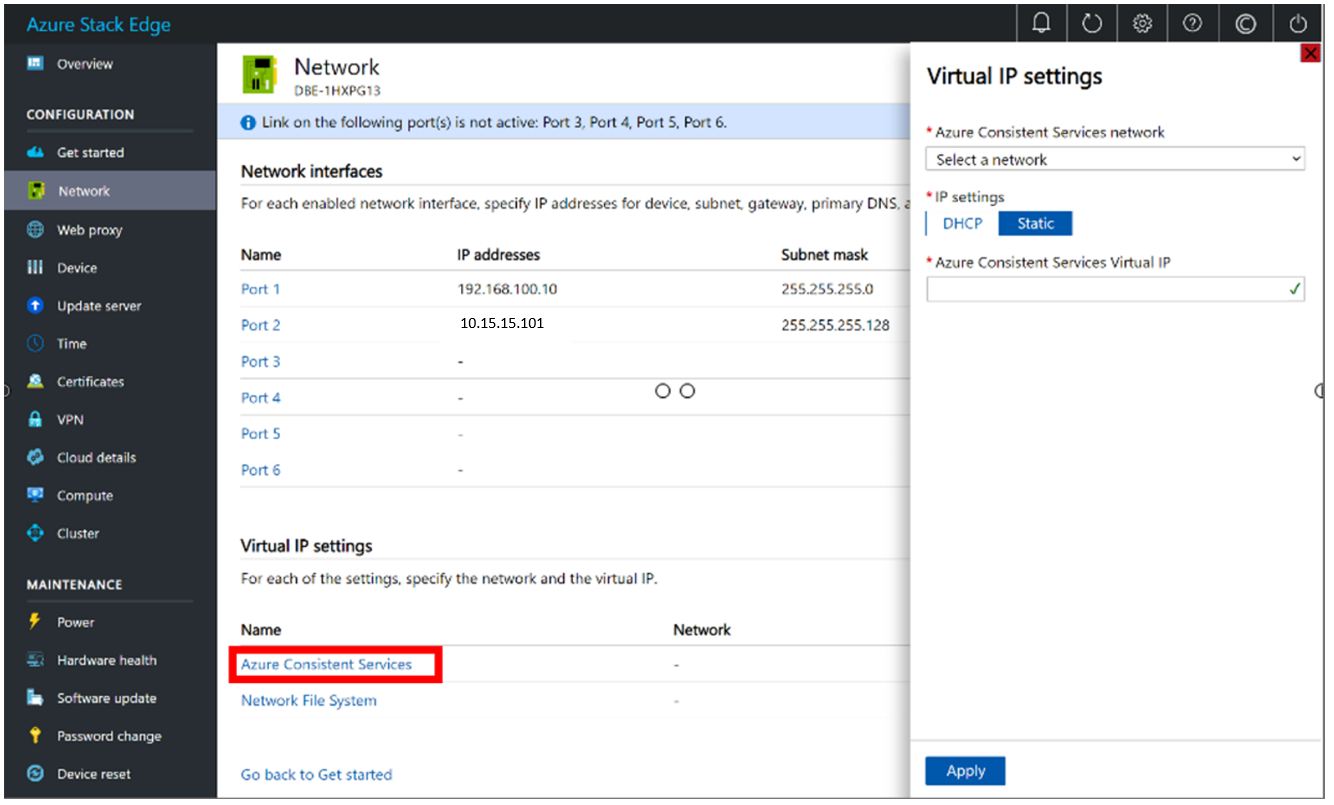 Azure Stack Edge
Overview
CONFIGURATION
Get started
Network
Web proxy
Device
Update server
Time
Certificates
VPN
Cloud details
Compute
Cluster
MAINTENANCE
Power
Hardware health
Software update
Password change
Device reset
Network
DBE-1HXPG13
Link on the following port(s) is not active: Port 3, Port 4, Port 5, Port 6.
Network interfaces
For each enabled network interface, specify IP addresses for device, subnet, gateway, primary DNS, a
Name IP addresses Subnet mask
Port 1 192.168.100.10 255.255.255.0
Port 2 10.15.15.101 255.255.255.128
Port 3 -
Port 4 -
Port 5 -
Port 6 -
Virtual IP settings
For each of the settings, specify the network and the virtual IP.
Name Network
Azure Consistent Services -
Network File System -
Go back to Get started
Virtual IP settings
* Azure Consistent Services network
Select a network
* IP settings
DHCP Static
* Azure Consistent Services Virtual IP
Apply